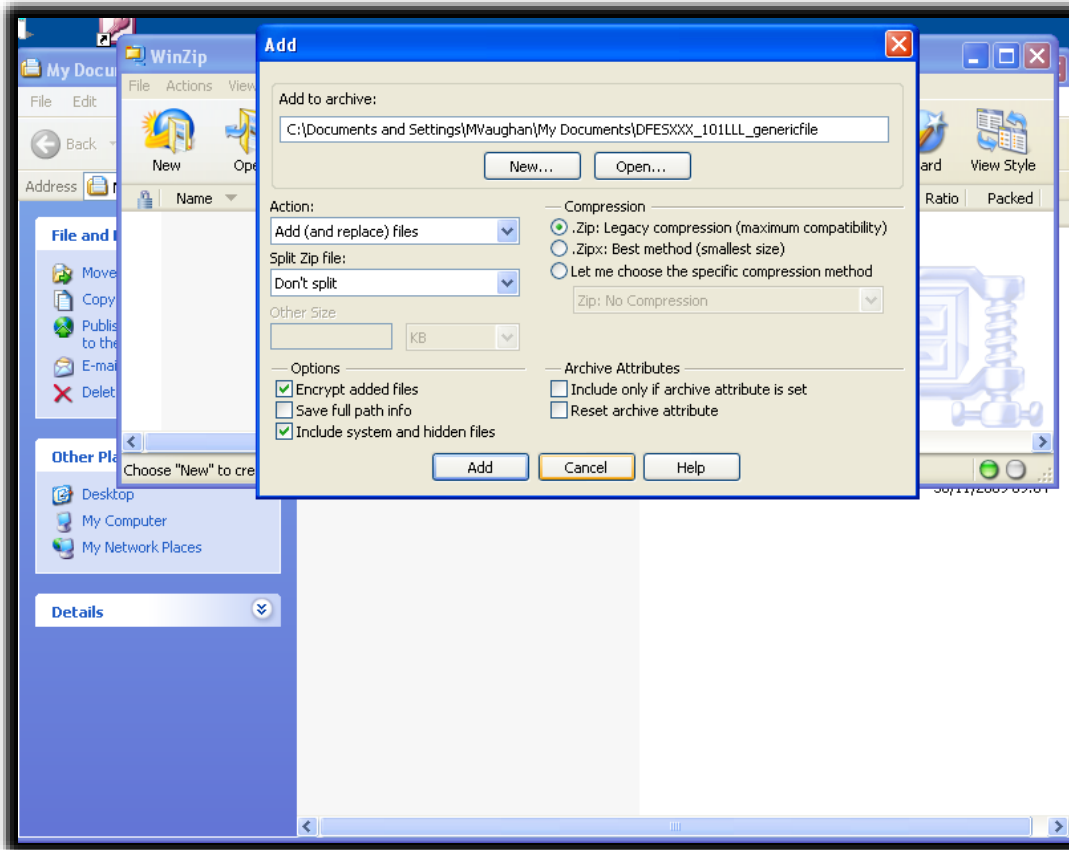 Add
WinZip
My Docu
File Actions View
File Edit
Back
New
Ope
ard
View Style
Address
Name
Ratio
Packed
Add to archive:
C:\Documents and Settings\MVaughan\My Documents\DFESXXX_101LLL_genericfile
New...
Open...
Action:
Add (and replace) files
Split Zip file:
Don't split
Other Size
KB
Compression
.Zip: Legacy compression (maximum compatibility)
.Zipx: Best method (smallest size)
Let me choose the specific compression method
Zip: No Compression
Options
Encrypt added files
Save full path info
Include system and hidden files
Archive Attributes
Include only if archive attribute is set
Reset archive attribute
Add
Cancel
Help
Choose "New" to cre
File and
Move
Copy
Publis
to the
E-mai
Delet
Other Pla
Desktop
My Computer
My Network Places
Details